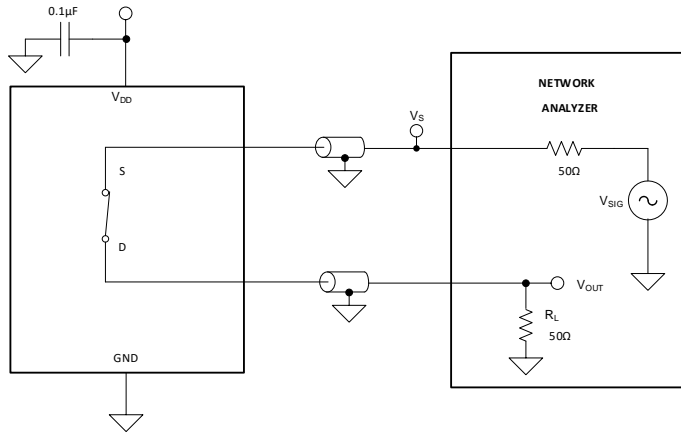 0.1µF
VDD
NETWORK
ANALYZER
VS
S
50Ω
VSIG
D
VOUT
RL
50Ω
GND